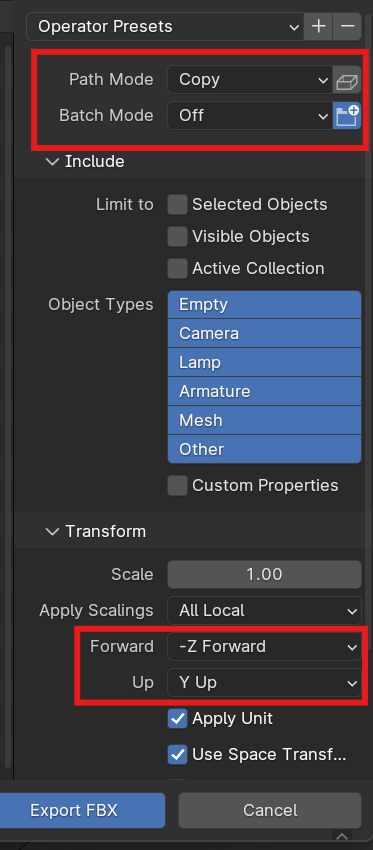 Operator Presets
Path Mode Copy
Batch Mode Off
Include
Limit to Selected Objects
Visible Objects
Active Collection
Object Types Empty
Camera
Lamp
Armature
Mesh
Other
Custom Properties
Transform
Scale 1.00
Apply Scalings All Local
Forward -Z Forward
Up Y Up
Apply Unit
Use Space Transf...
Export FBX Cancel